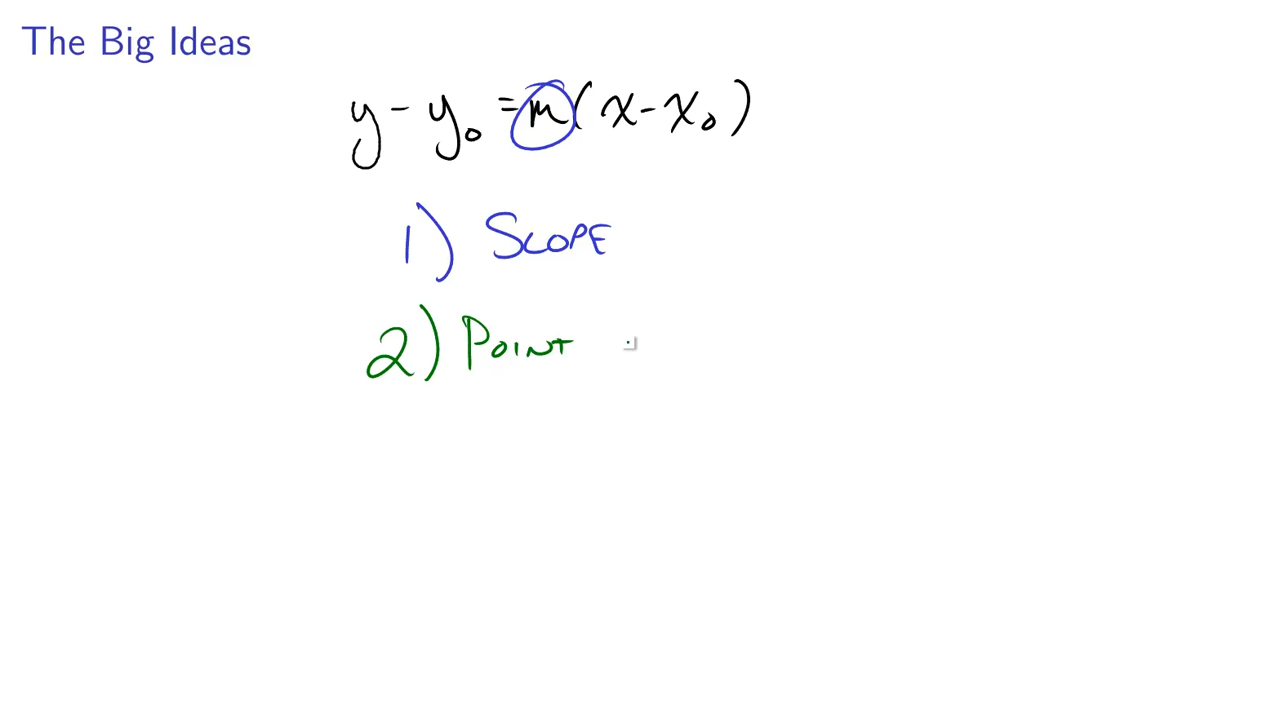 The Big Ideas
y - y₀ = m(x - x₀)
1) SLOPE
2) POINT